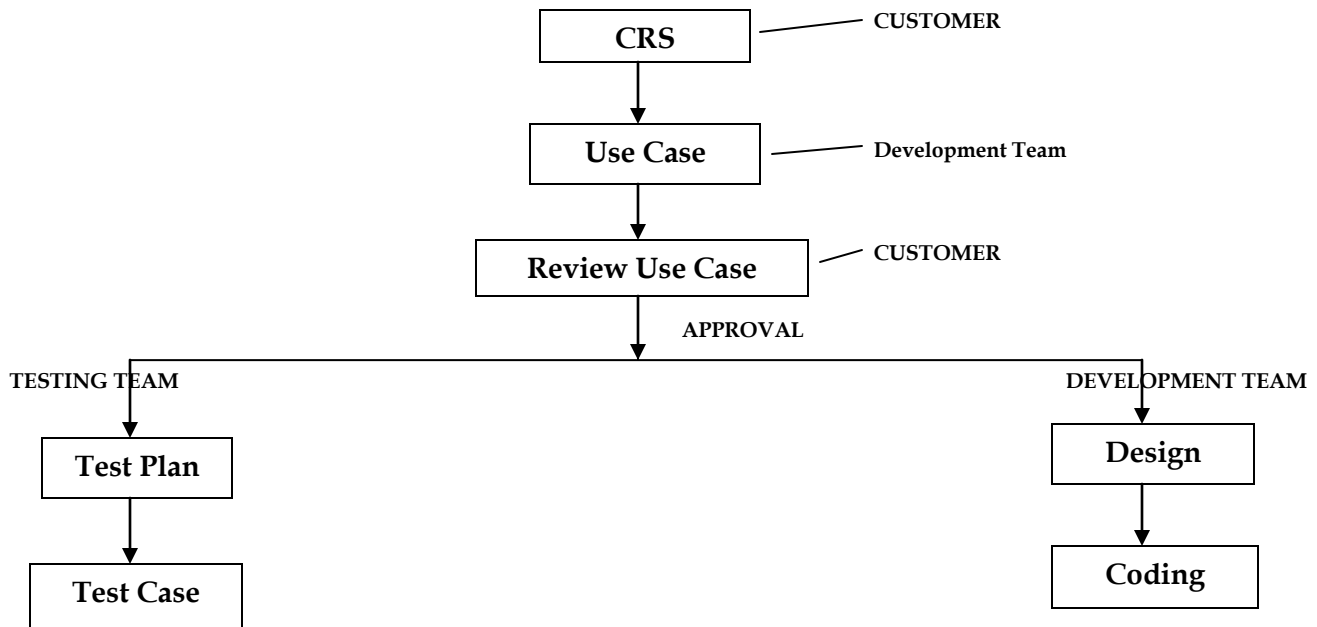 CRS
CUSTOMER
Use Case
Development Team
Review Use Case
CUSTOMER
APPROVAL
TESTING TEAM
DEVELOPMENT TEAM
Test Plan
Design
Test Case
Coding